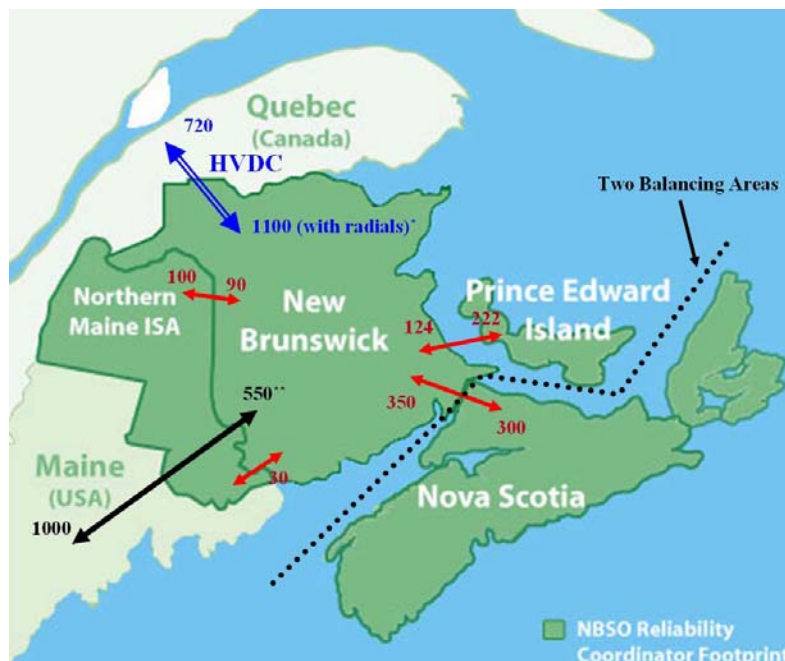 Quebec
(Canada)
720
HVDC
1100 (with radials)*
Two Balancing Areas
100
90
Northern
Maine ISA
New
Brunswick
Prince Edward
Island
124
222
350
300
550**
30
Maine
(USA)
1000
Nova Scotia
NBSO Reliability
Coordinator Footprint